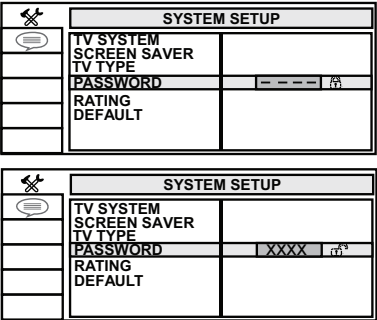 SYSTEM SETUP
TV SYSTEM
SCREEN SAVER
TV TYPE
PASSWORD – – – –
RATING
DEFAULT
SYSTEM SETUP
TV SYSTEM
SCREEN SAVER
TV TYPE
PASSWORD XXXX
RATING
DEFAULT